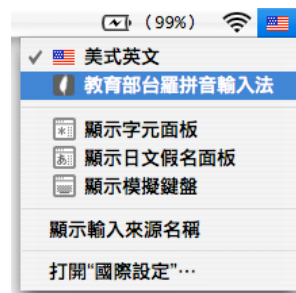 (99%)
美式英文
教育部台羅拼音輸入法
顯示字元面板
顯示日文假名面板
顯示模擬鍵盤
顯示輸入來源名稱
打開“國際設定”⋯